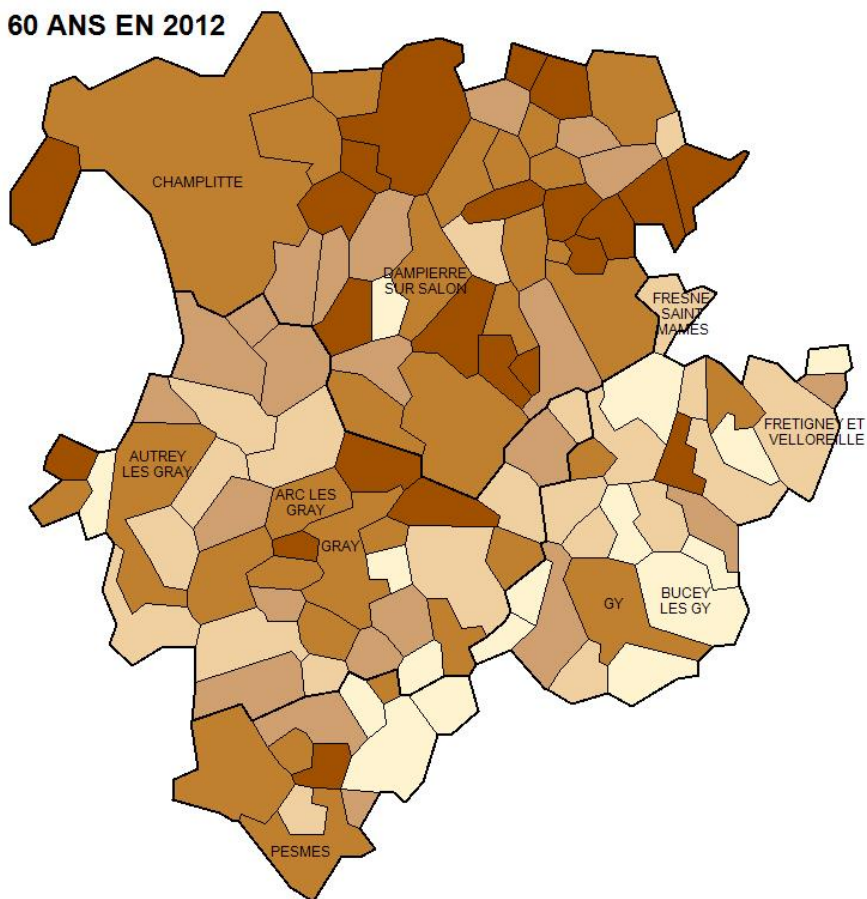 60 ANS EN 2012
CHAMPLITTE
DAMPIERRE
SUR SALON
FRESNE
SAINT
MAMES
FRETIGNEY ET
VELLOREILLE
AUTREY
LES GRAY
ARC LES
GRAY
GRAY
GY
BUCEY
LES GY
PESMES